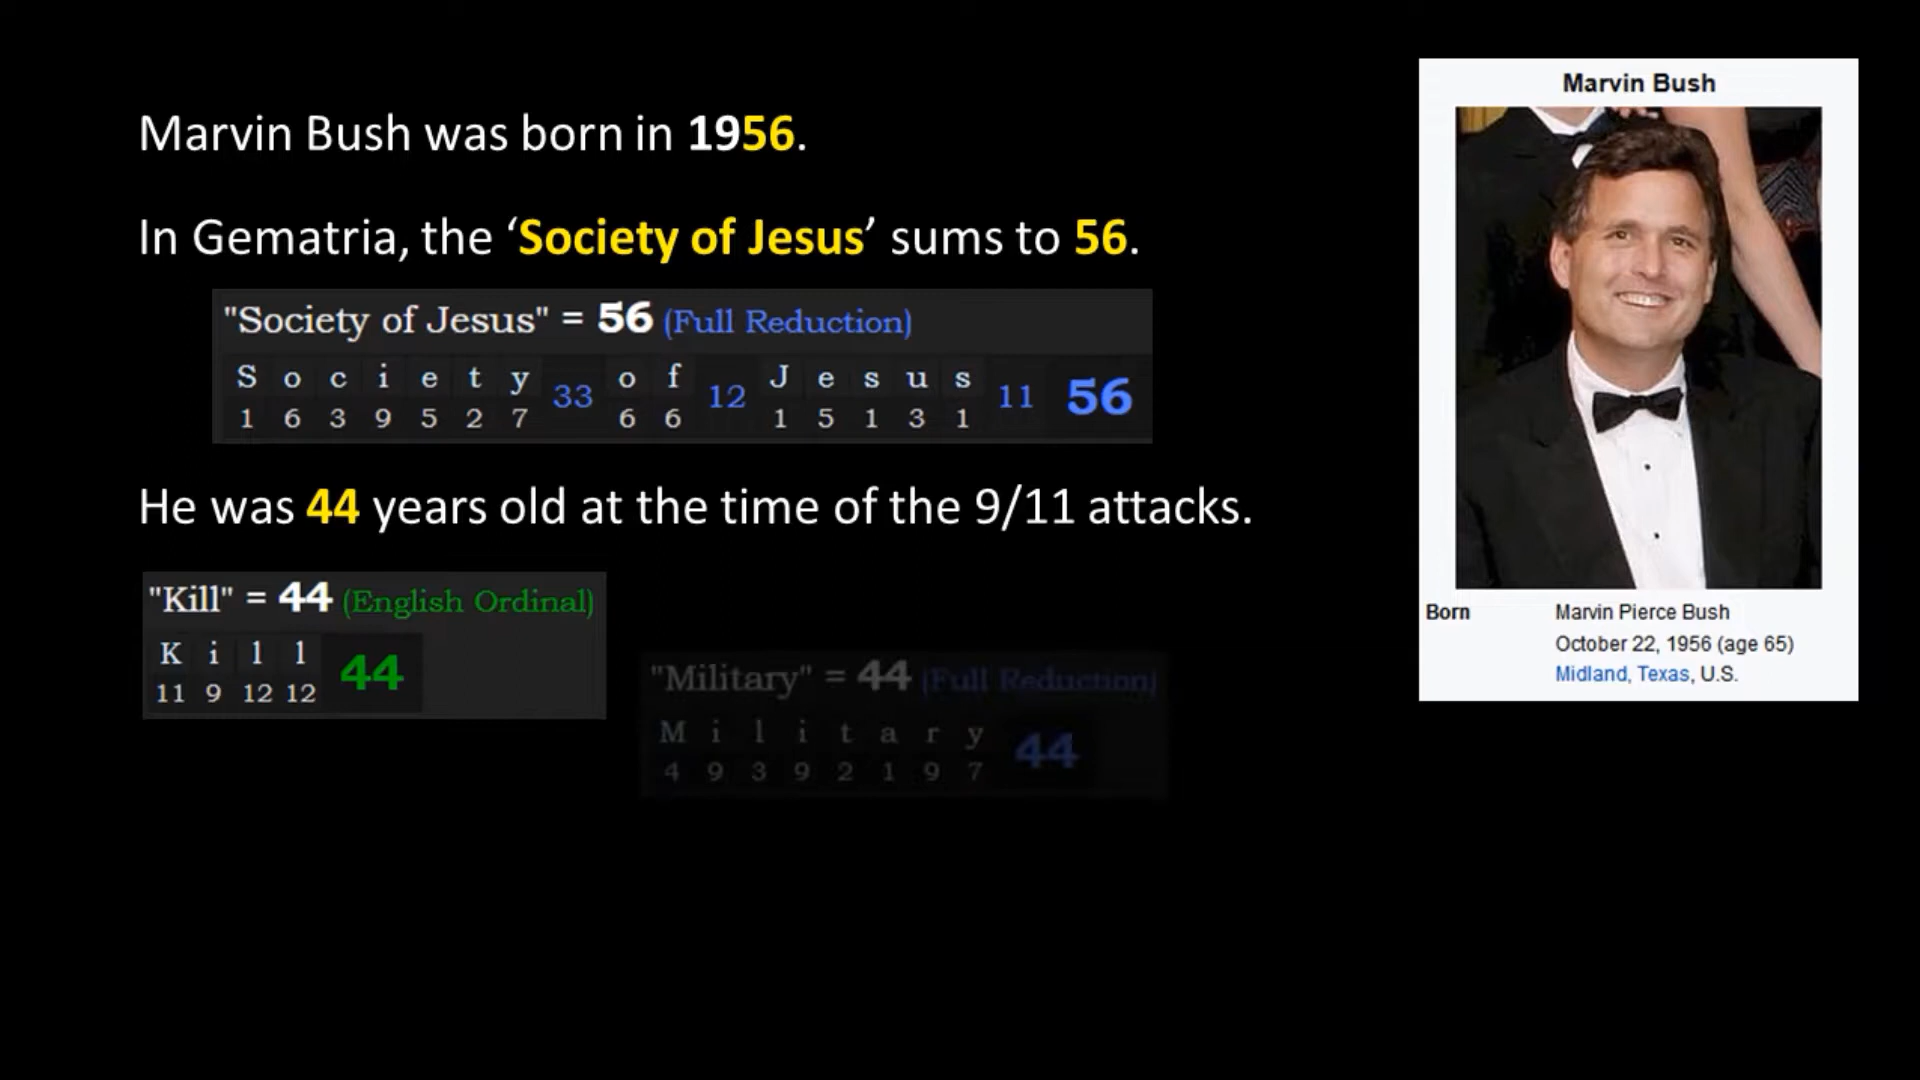 Marvin Bush was born in 1956.
In Gematria, the ‘Society of Jesus’ sums to 56.
"Society of Jesus" = 56 (Full Reduction)
S o c i e t y 33 o f 12 J e s u s 11 56
1 6 3 9 5 2 7 6 6 1 5 1 3 1
He was 44 years old at the time of the 9/11 attacks.
"Kill" = 44 (English Ordinal)
K i l l 44
11 9 12 12
"Military" = 44 (Full Reduction)
M i l i t a r y 44
4 9 3 9 2 1 9 7
Marvin Bush
Born Marvin Pierce Bush
October 22, 1956 (age 65)
Midland, Texas, U.S.